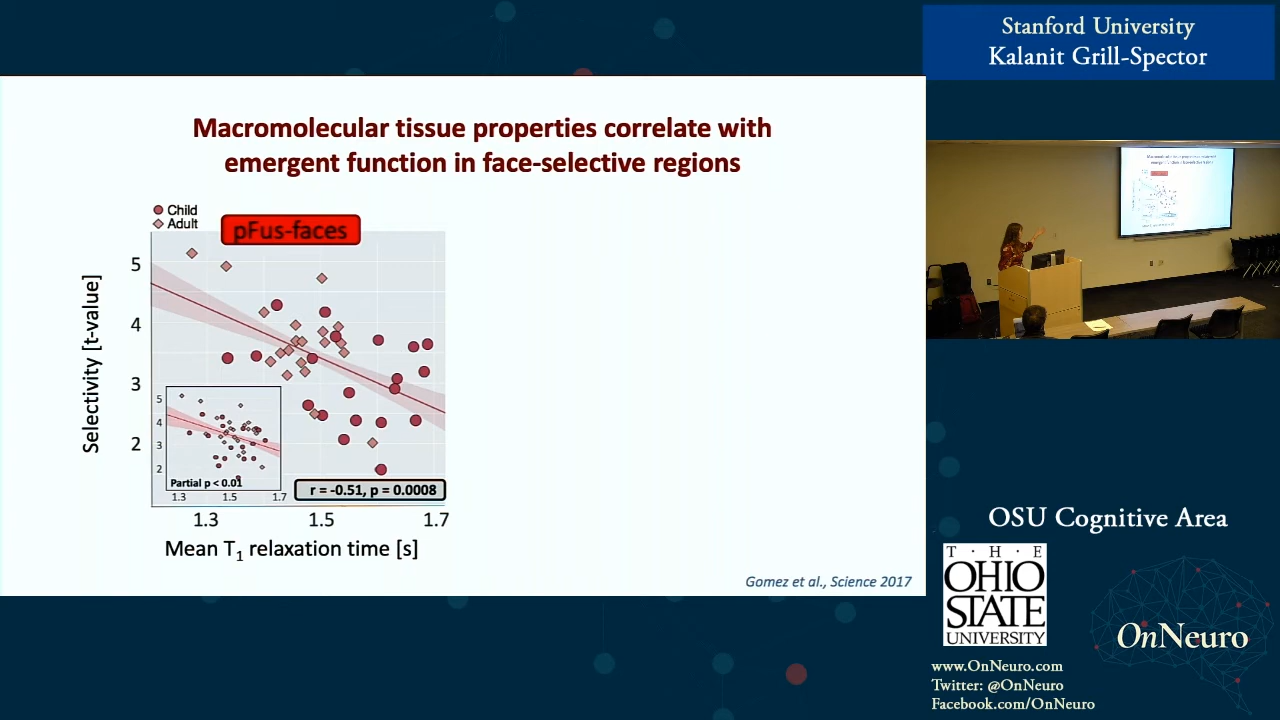 Stanford University
Kalanit Grill-Spector
Macromolecular tissue properties correlate with
emergent function in face-selective regions
Child
Adult
pFus-faces
Selectivity [t-value]
5
4
3
2
5
4
3
2
Partial p < 0.01
1.3 1.5 1.7
r = -0.51, p = 0.0008
1.3 1.5 1.7
Mean T1 relaxation time [s]
Gomez et al., Science 2017
OSU Cognitive Area
T · H · E
OHIO
STATE
UNIVERSITY
OnNeuro
www.OnNeuro.com
Twitter: @OnNeuro
Facebook.com/OnNeuro